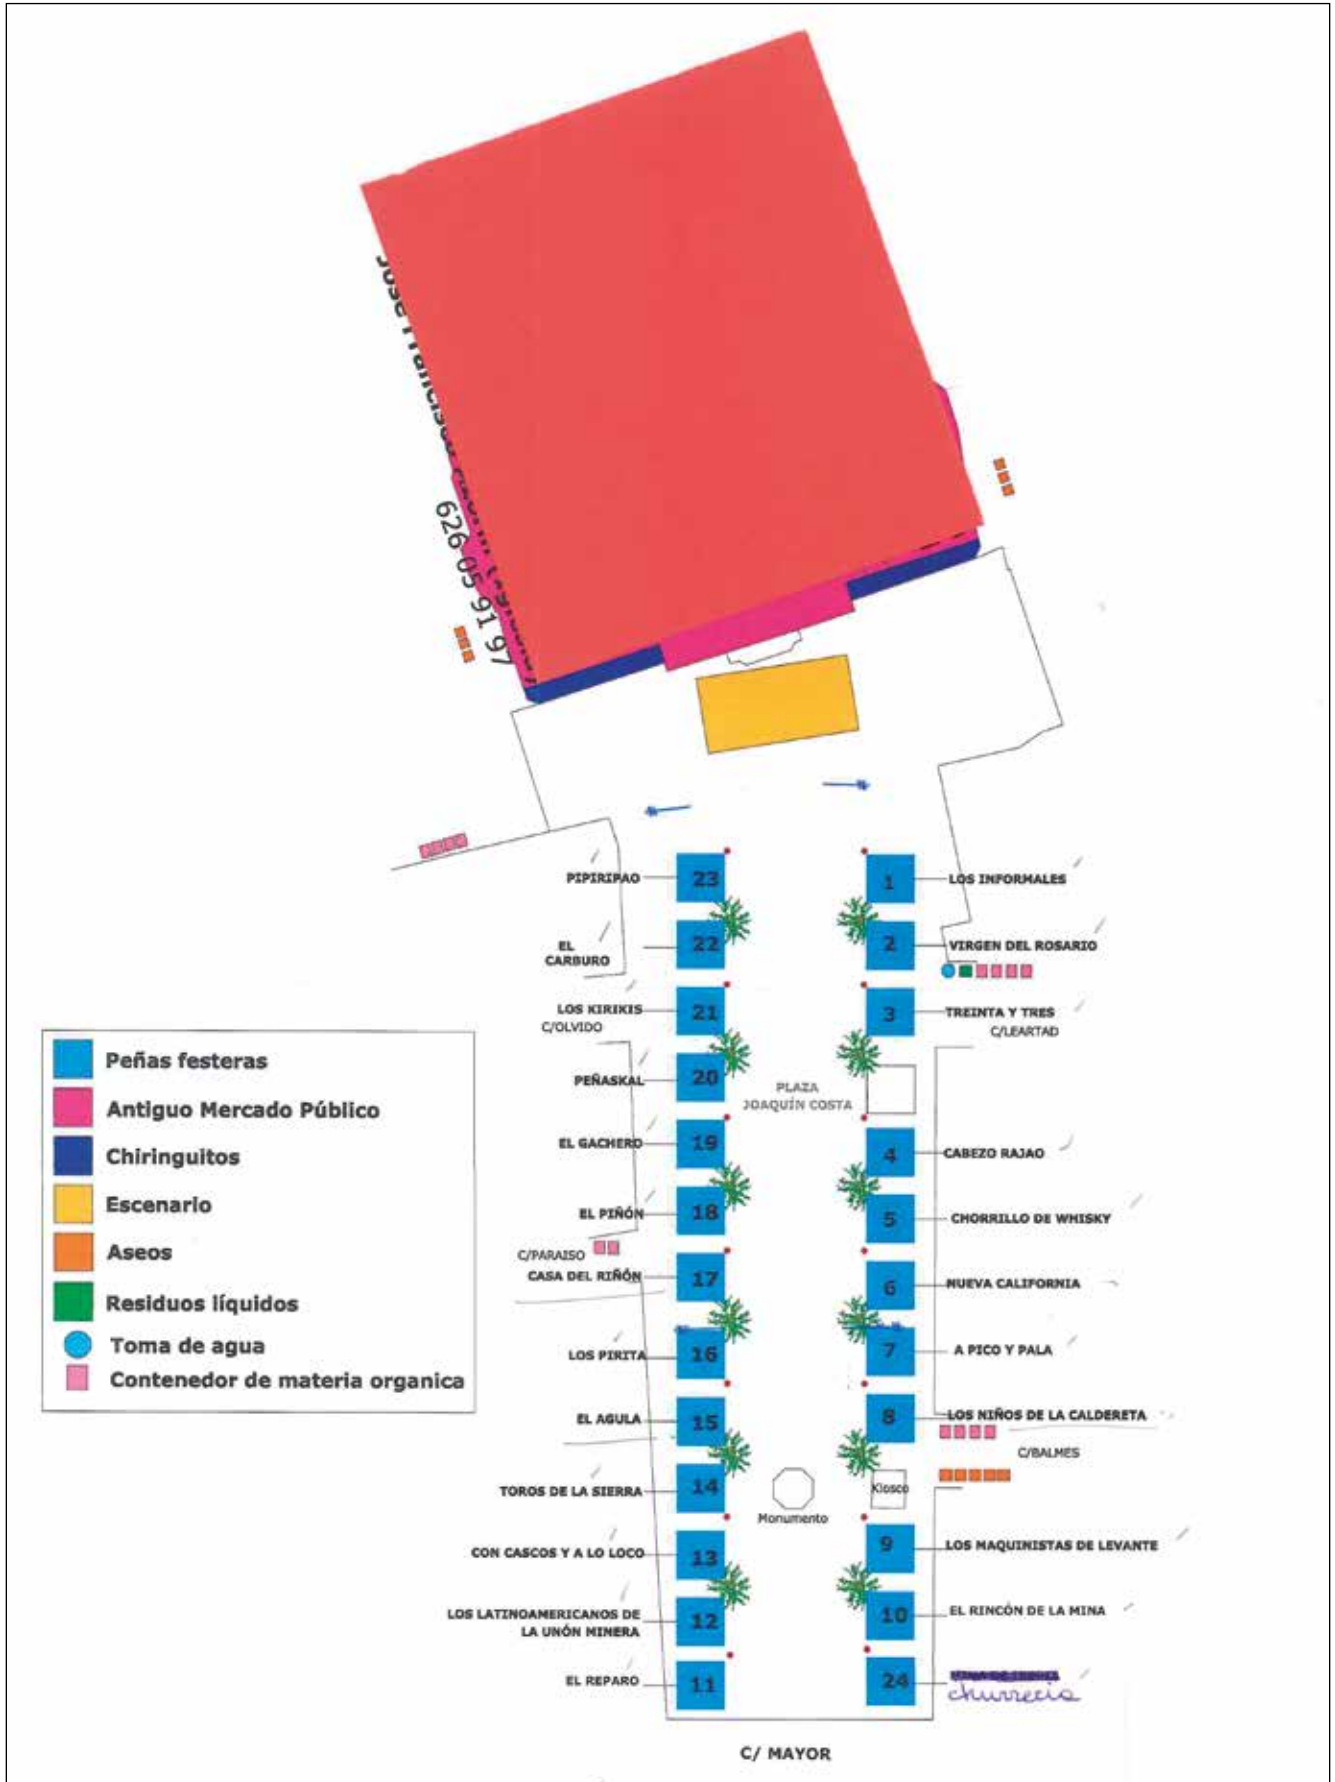 626 05 91 97
PIPIRIPAO
23
1
LOS INFORMALES
EL
CARBURO
22
2
VIRGEN DEL ROSARIO
LOS KIRIKIS
C/OLVIDO
21
3
TREINTA Y TRES
C/LEARTAD
PEÑASKAL
20
PLAZA
JOAQUÍN COSTA
EL GACHERO
19
4
CABEZO RAJAO
EL PIÑÓN
18
5
CHORRILLO DE WHISKY
C/PARAISO
CASA DEL RIÑÓN
17
6
NUEVA CALIFORNIA
LOS PIRITA
16
7
A PICO Y PALA
EL AGULA
15
8
LOS NIÑOS DE LA CALDERETA
C/BALMES
TOROS DE LA SIERRA
14
Monumento
Kiosco
CON CASCOS Y A LO LOCO
13
9
LOS MAQUINISTAS DE LEVANTE
LOS LATINOAMERICANOS DE
LA UNÓN MINERA
12
10
EL RINCÓN DE LA MINA
EL REPARO
11
24
churreria
C/ MAYOR
Peñas festeras
Antiguo Mercado Público
Chiringuitos
Escenario
Aseos
Residuos líquidos
Toma de agua
Contenedor de materia organica